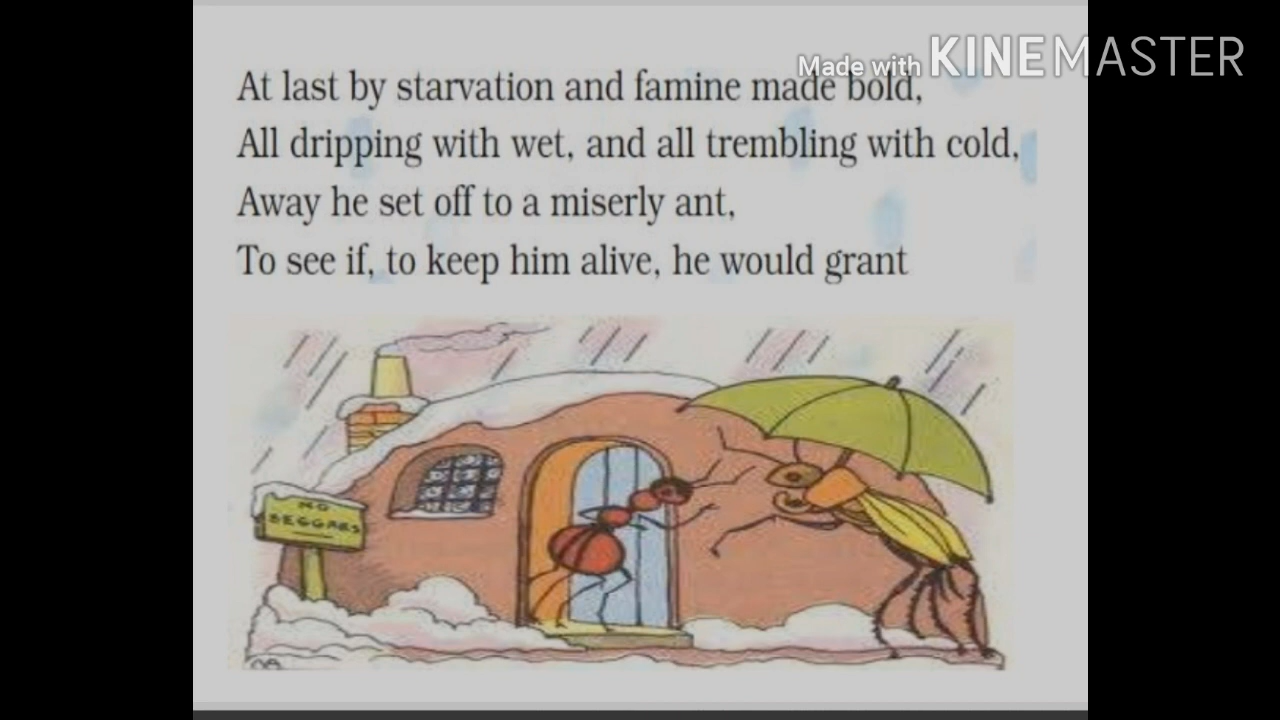 Made with KINEMASTER
At last by starvation and famine made bold,
All dripping with wet, and all trembling with cold,
Away he set off to a miserly ant,
To see if, to keep him alive, he would grant
NO
BEGGARS